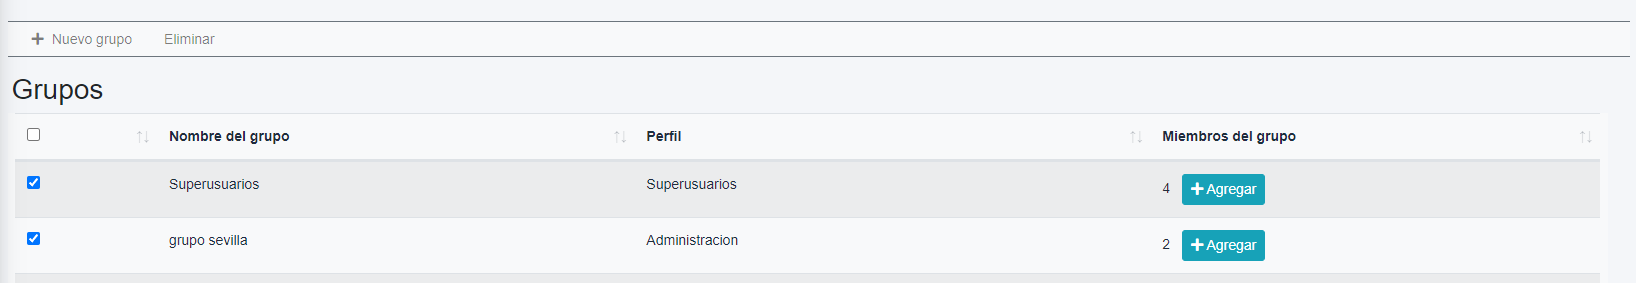 Nuevo grupo Eliminar
Grupos
Nombre del grupo Perfil Miembros del grupo
Superusuarios Superusuarios 4 Agregar
grupo sevilla Administracion 2 Agregar